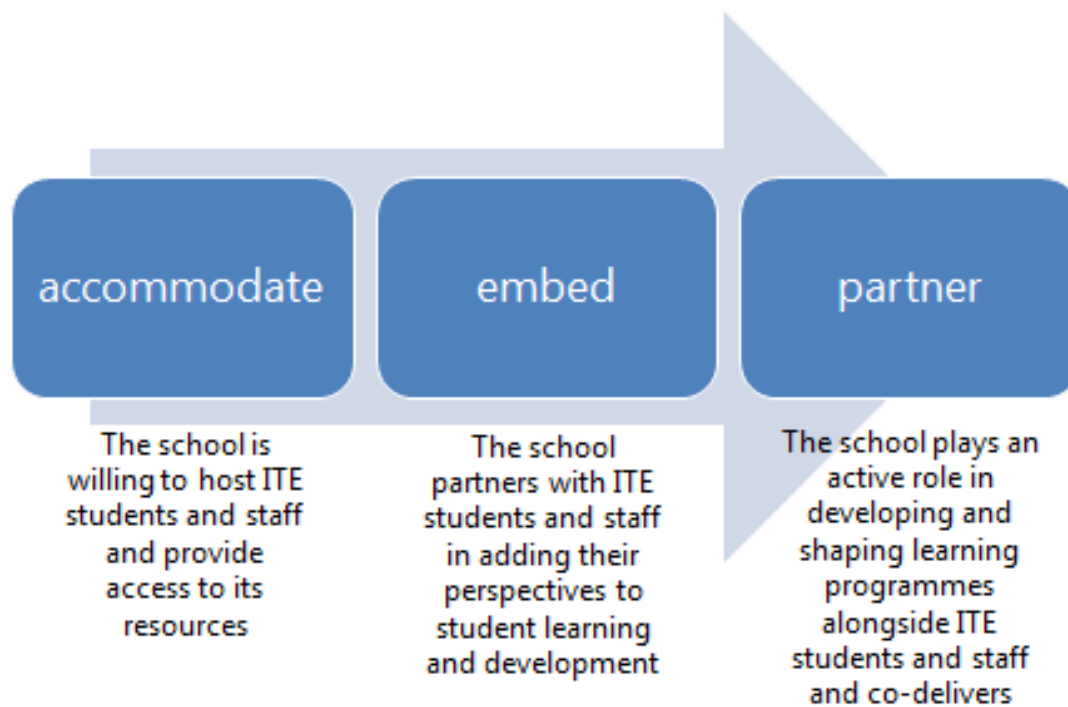 accommodate
embed
partner
The school is
willing to host ITE
students and staff
and provide
access to its
resources
The school
partners with ITE
students and staff
in adding their
perspectives to
student learning
and development
The school plays an
active role in
developing and
shaping learning
programmes
alongside ITE
students and staff
and co-delivers